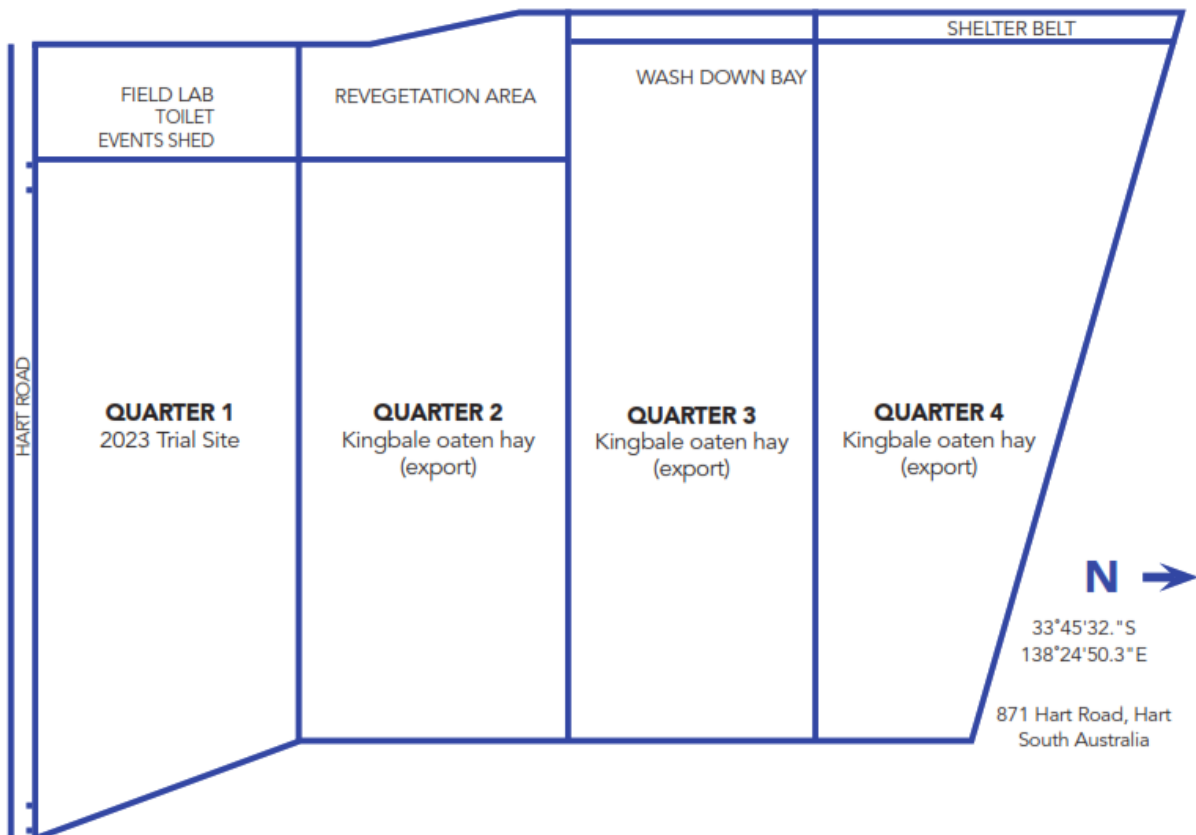 SHELTER BELT
WASH DOWN BAY
FIELD LAB
TOILET
EVENTS SHED
REVEGETATION AREA
HART ROAD
QUARTER 1
2023 Trial Site
QUARTER 2
Kingbale oaten hay
(export)
QUARTER 3
Kingbale oaten hay
(export)
QUARTER 4
Kingbale oaten hay
(export)
N
33°45'32."S
138°24'50.3"E
871 Hart Road, Hart
South Australia